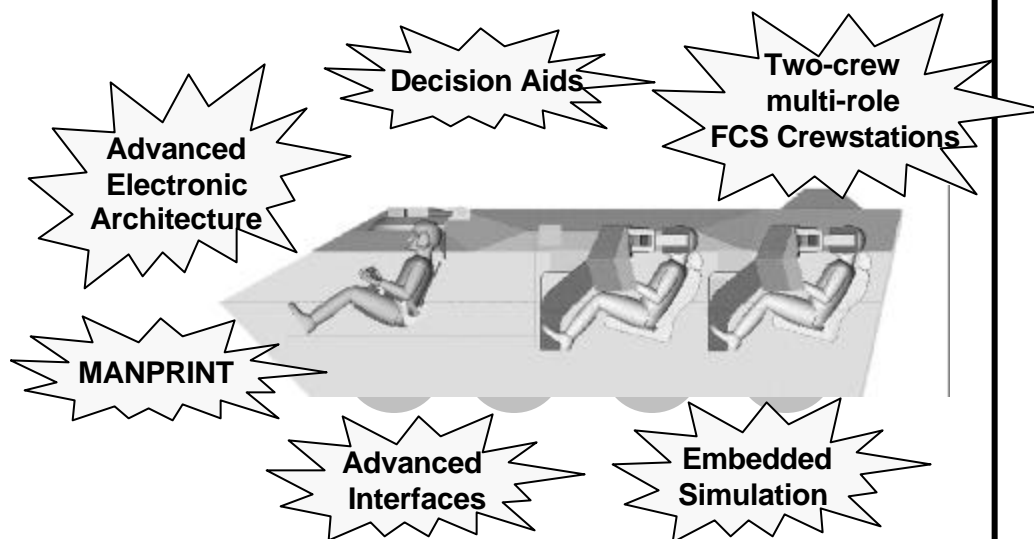 Decision Aids
Two-crew
multi-role
FCS Crewstations
Advanced
Electronic
Architecture
MANPRINT
Advanced
Interfaces
Embedded
Simulation